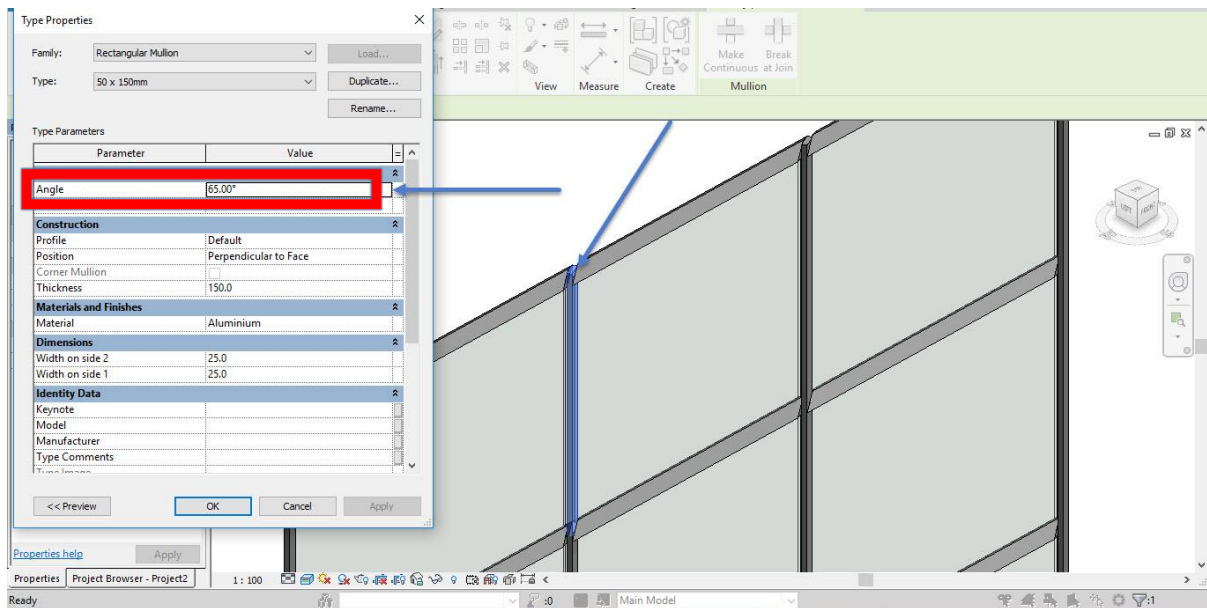 Type Properties
Family: Rectangular Mullion Load...
Type: 50 x 150mm Duplicate...
Rename...
Type Parameters
Parameter Value =
Angle 65.00°
Construction
Profile Default
Position Perpendicular to Face
Corner Mullion
Thickness 150.0
Materials and Finishes
Material Aluminium
Dimensions
Width on side 2 25.0
Width on side 1 25.0
Identity Data
Keynote
Model
Manufacturer
Type Comments
Type Image
<< Preview OK Cancel Apply
Properties help Apply
Properties Project Browser - Project2
Ready
Make Continuous
Break at Join
View Measure Create Mullion
LEFT FRONT
1 : 100
:0 Main Model :1